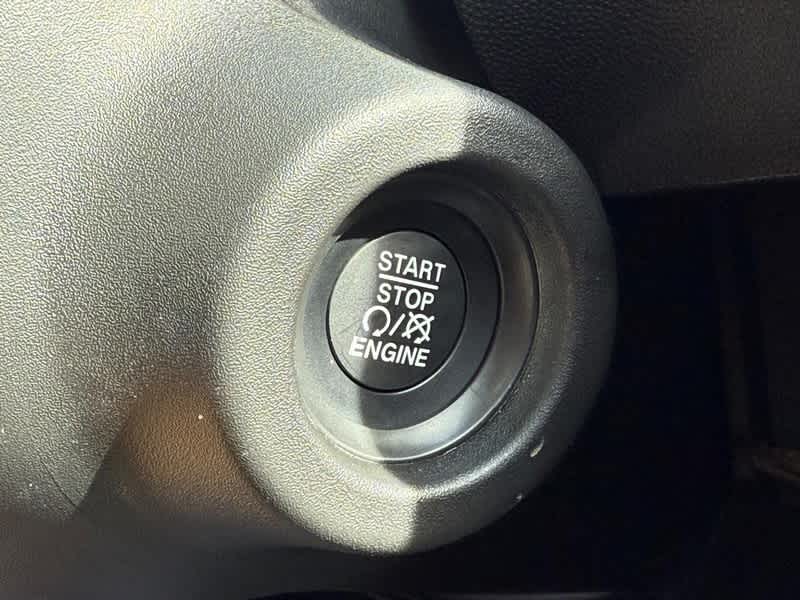 START
STOP
/
ENGINE